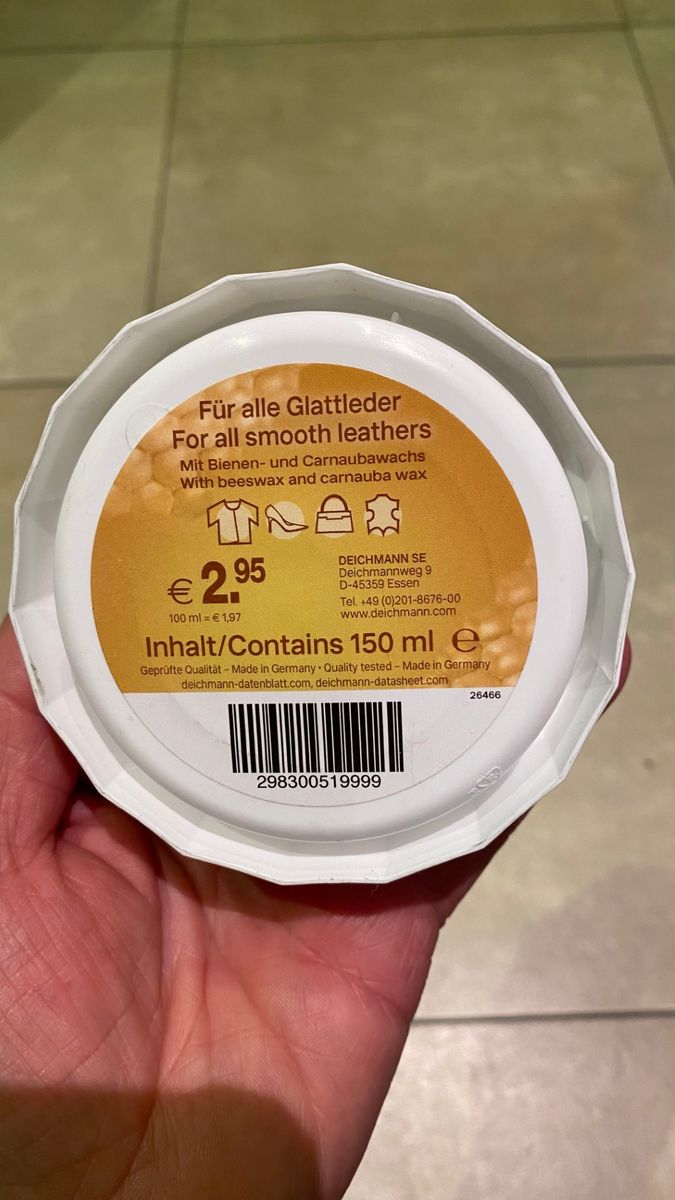 Für alle Glattleder
For all smooth leathers
Mit Bienen- und Carnaubawachs
With beeswax and carnauba wax
€ 2.95
100 ml = € 1,97
DEICHMANN SE
Deichmannweg 9
D-45359 Essen
Tel. +49 (0)201-8676-00
www.deichmann.com
Inhalt/Contains 150 ml ℮
Geprüfte Qualität – Made in Germany • Quality tested – Made in Germany
deichmann-datenblatt.com, deichmann-datasheet.com
26466
298300519999